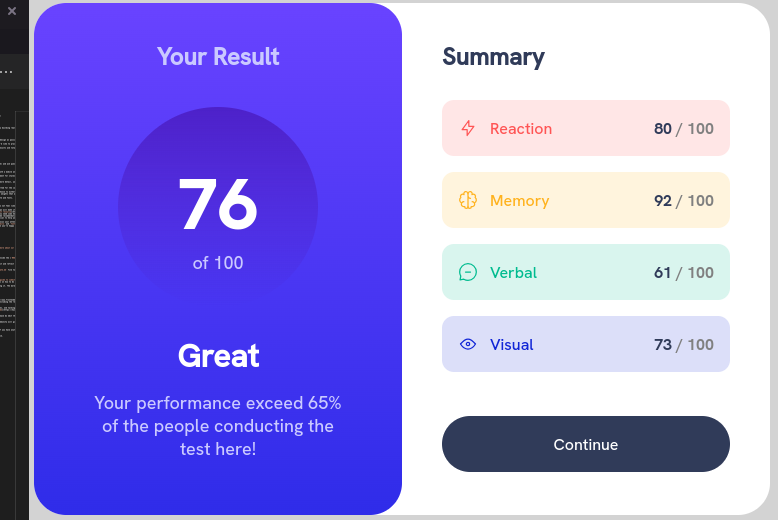 Your Result
76
of 100
Great
Your performance exceed 65%
of the people conducting the
test here!
Summary
Reaction 80 / 100
Memory 92 / 100
Verbal 61 / 100
Visual 73 / 100
Continue